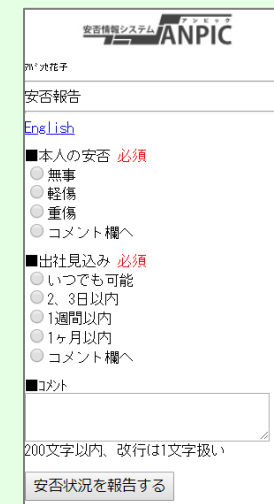 安否情報システム アンピック
ANPIC
ｱﾝﾋﾟｯｸ花子
安否報告
English
■本人の安否 必須
無事
軽傷
重傷
コメント欄へ
■出社見込み 必須
いつでも可能
2、3日以内
1週間以内
1ヶ月以内
コメント欄へ
■ｺﾒﾝﾄ
200文字以内、改行は1文字扱い
安否状況を報告する